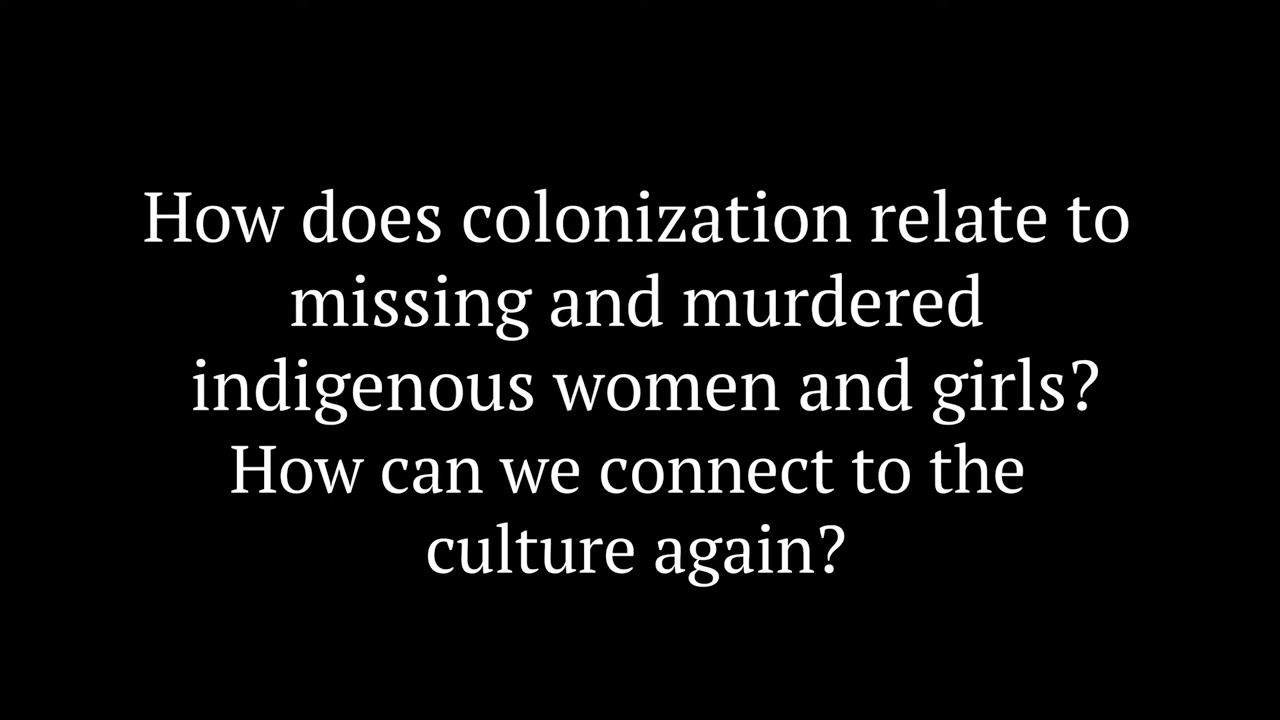 How does colonization relate to
missing and murdered
indigenous women and girls?
How can we connect to the
culture again?